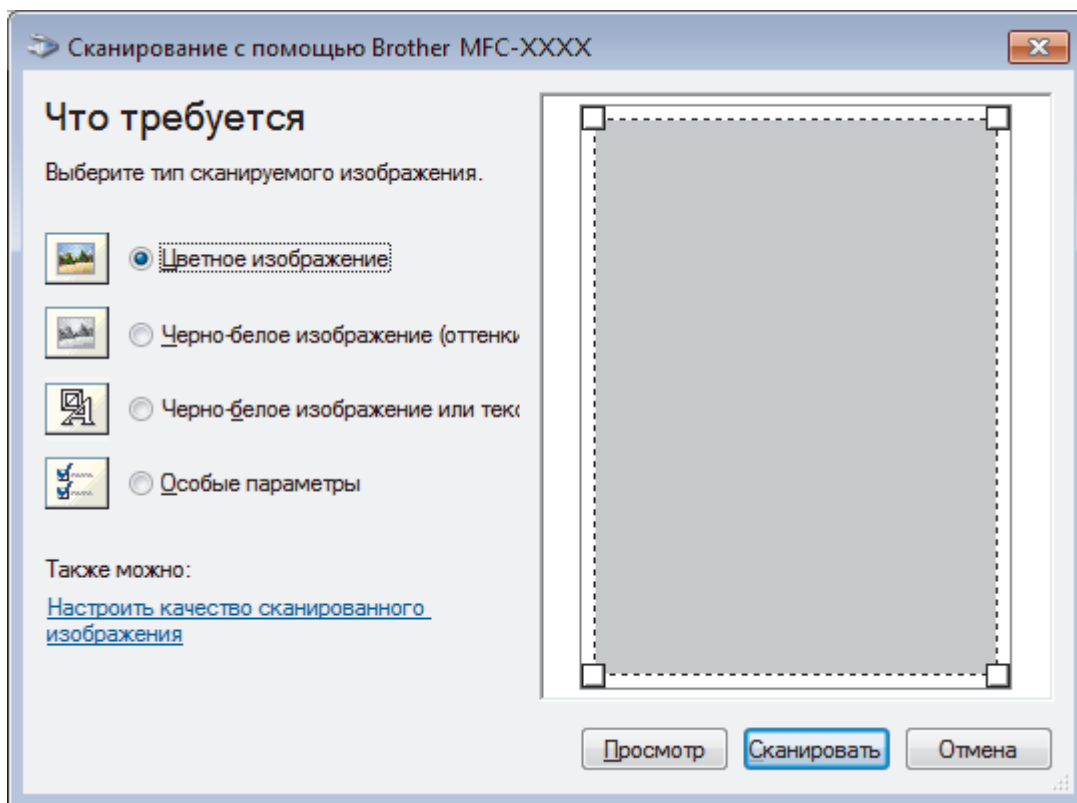 Сканирование с помощью Brother MFC-XXXX
Что требуется
Выберите тип сканируемого изображения.
Цветное изображение
Черно-белое изображение (оттенки
Черно-белое изображение или текс
Особые параметры
Также можно:
Настроить качество сканированного
изображения
Просмотр
Сканировать
Отмена